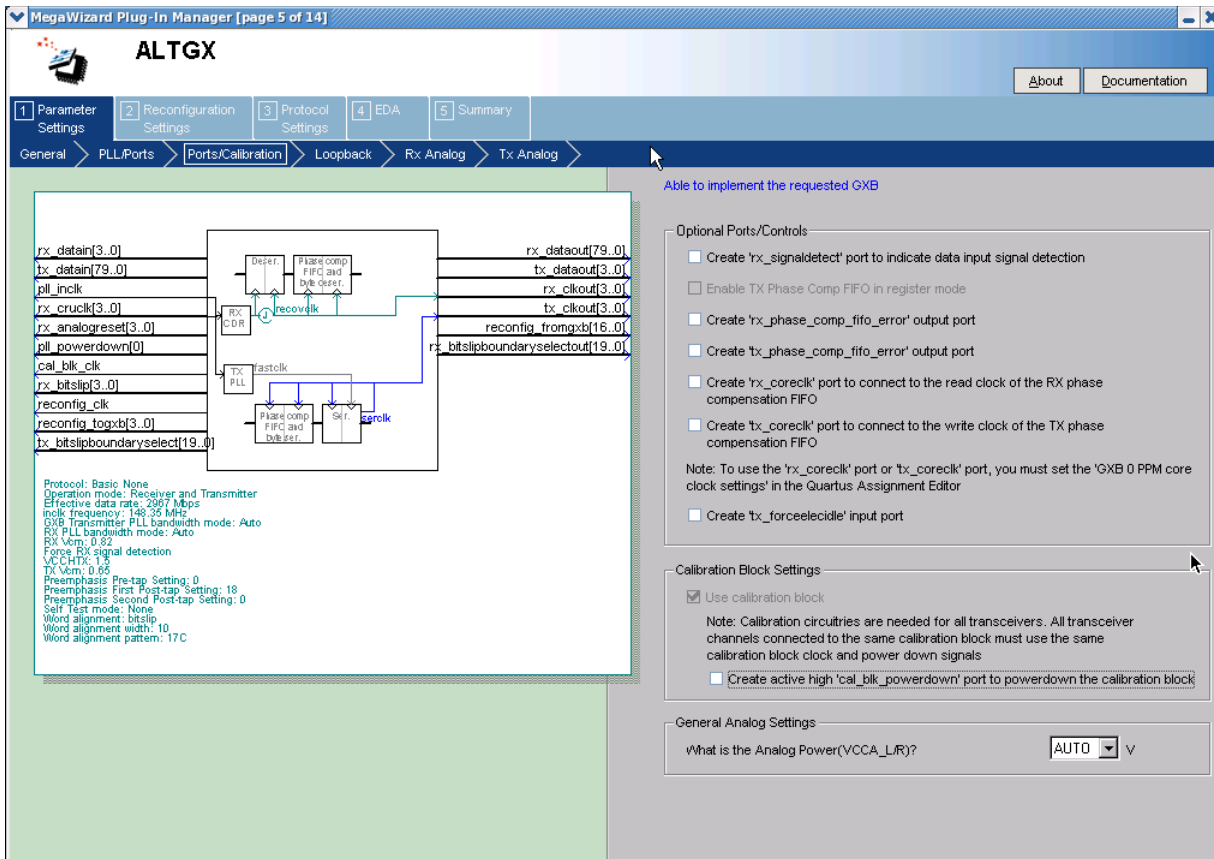 MegaWizard Plug-In Manager [page 5 of 14]
ALTGX
About
Documentation
1 Parameter Settings
2 Reconfiguration Settings
3 Protocol Settings
4 EDA
5 Summary
General
PLL/Ports
Ports/Calibration
Loopback
Rx Analog
Tx Analog
rx_datain[3..0]
tx_datain[79..0]
pll_inclk
rx_cruclk[3..0]
rx_analogreset[3..0]
pll_powerdown[0]
cal_blk_clk
rx_bitslip[3..0]
reconfig_clk
reconfig_togxb[3..0]
tx_bitslipboundaryselect[19..0]
Deser.
Phase comp
FIFO and
byte deser.
RX
CDR
recovclk
TX
PLL
fastclk
Phase comp
FIFO and
byte ser.
Ser.
serclk
rx_dataout[79..0]
tx_dataout[3..0]
rx_clkout[3..0]
tx_clkout[3..0]
reconfig_fromgxb[16..0]
rx_bitslipboundaryselectout[19..0]
Protocol: Basic None
Operation mode: Receiver and Transmitter
Effective data rate: 2967 Mbps
inclk frequency: 148.35 MHz
GXB Transmitter PLL bandwidth mode: Auto
RX PLL bandwidth mode: Auto
RX Vcm: 0.82
Force RX signal detection
VCCHTX: 1.5
TX Vcm: 0.65
Preemphasis Pre-tap Setting: 0
Preemphasis First Post-tap Setting: 18
Preemphasis Second Post-tap Setting: 0
Self Test mode: None
Word alignment: bitslip
Word alignment width: 10
Word alignment pattern: 17C
Able to implement the requested GXB
Optional Ports/Controls
Create 'rx_signaldetect' port to indicate data input signal detection
Enable TX Phase Comp FIFO in register mode
Create 'rx_phase_comp_fifo_error' output port
Create 'tx_phase_comp_fifo_error' output port
Create 'rx_coreclk' port to connect to the read clock of the RX phase
compensation FIFO
Create 'tx_coreclk' port to connect to the write clock of the TX phase
compensation FIFO
Note: To use the 'rx_coreclk' port or 'tx_coreclk' port, you must set the 'GXB 0 PPM core
clock settings' in the Quartus Assignment Editor
Create 'tx_forceelecidle' input port
Calibration Block Settings
Use calibration block
Note: Calibration circuitries are needed for all transceivers. All transceiver
channels connected to the same calibration block must use the same
calibration block clock and power down signals
Create active high 'cal_blk_powerdown' port to powerdown the calibration block
General Analog Settings
What is the Analog Power(VCCA_L/R)?
AUTO
V